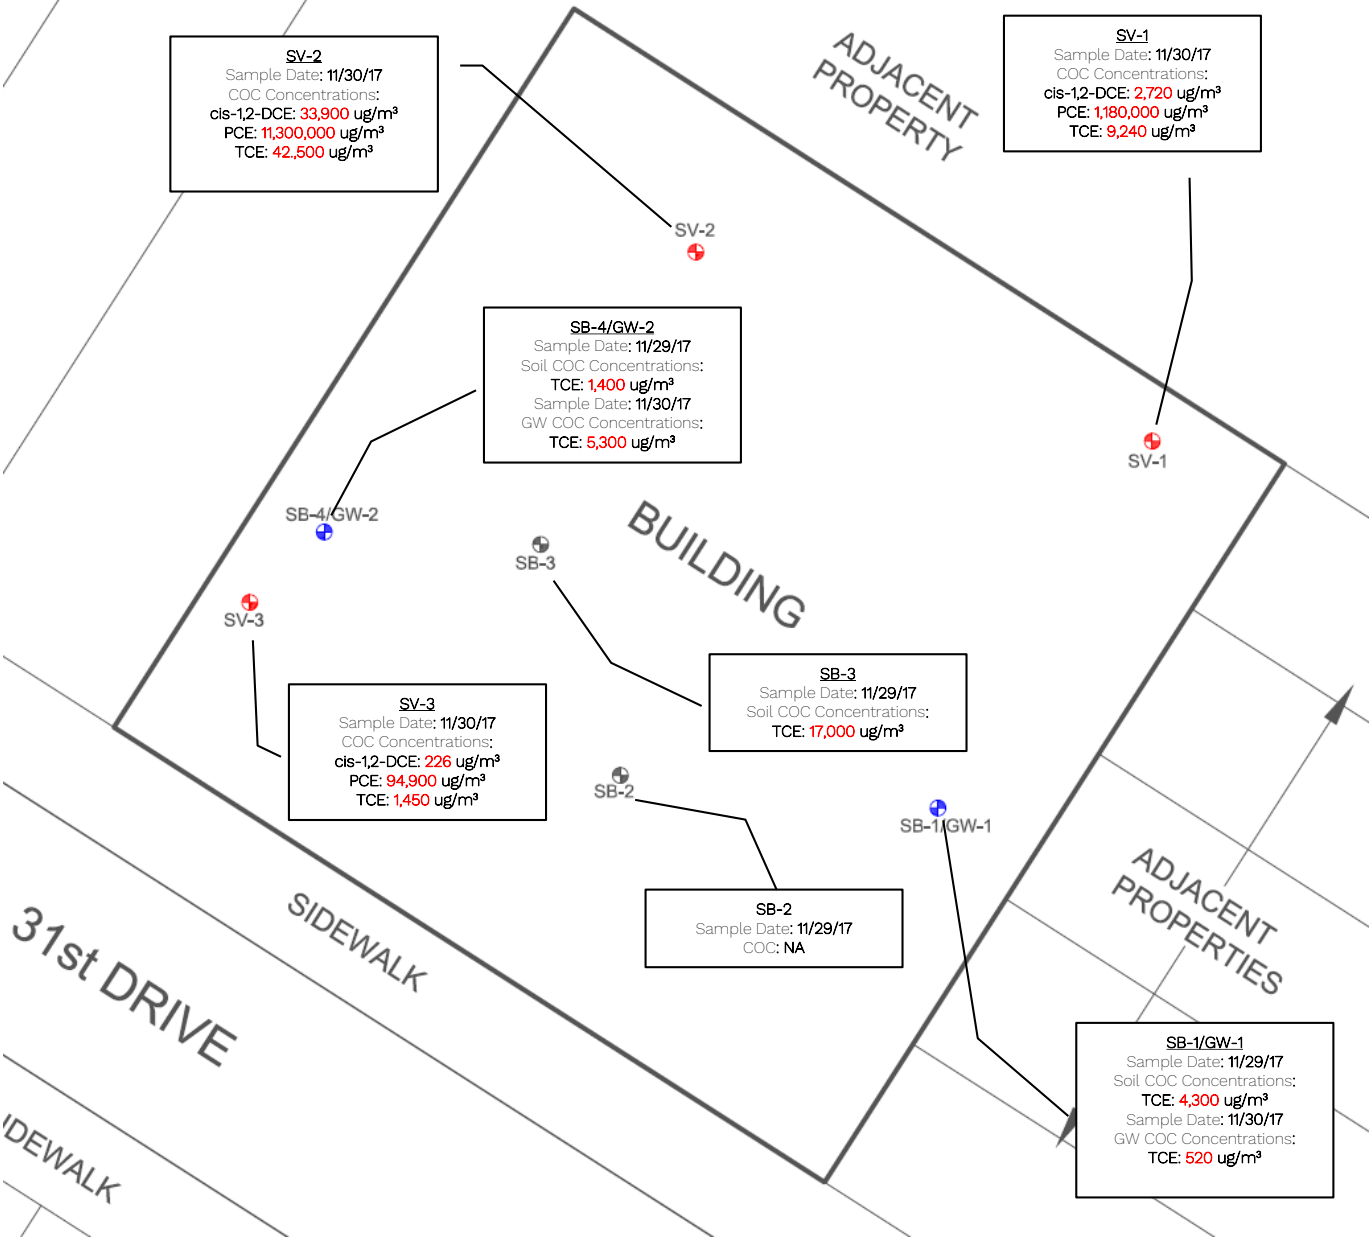 SV-2
Sample Date: 11/30/17
COC Concentrations:
cis-1,2-DCE: 33,900 ug/m³
PCE: 11,300,000 ug/m³
TCE: 42.,500 ug/m³
ADJACENT
PROPERTY
SV-1
Sample Date: 11/30/17
COC Concentrations:
cis-1,2-DCE: 2,720 ug/m³
PCE: 1,180,000 ug/m³
TCE: 9,240 ug/m³
SV-2
SB-4/GW-2
Sample Date: 11/29/17
Soil COC Concentrations:
TCE: 1,400 ug/m³
Sample Date: 11/30/17
GW COC Concentrations:
TCE: 5,300 ug/m³
SV-1
SB-4/GW-2
SB-3
BUILDING
SV-3
SB-3
Sample Date: 11/29/17
Soil COC Concentrations:
TCE: 17,000 ug/m³
SV-3
Sample Date: 11/30/17
COC Concentrations:
cis-1,2-DCE: 226 ug/m³
PCE: 94,900 ug/m³
TCE: 1,450 ug/m³
SB-2
SB-1/GW-1
SB-2
Sample Date: 11/29/17
COC: NA
ADJACENT
PROPERTIES
SIDEWALK
31st DRIVE
SB-1/GW-1
Sample Date: 11/29/17
Soil COC Concentrations:
TCE: 4,300 ug/m³
Sample Date: 11/30/17
GW COC Concentrations:
TCE: 520 ug/m³
IDEWALK